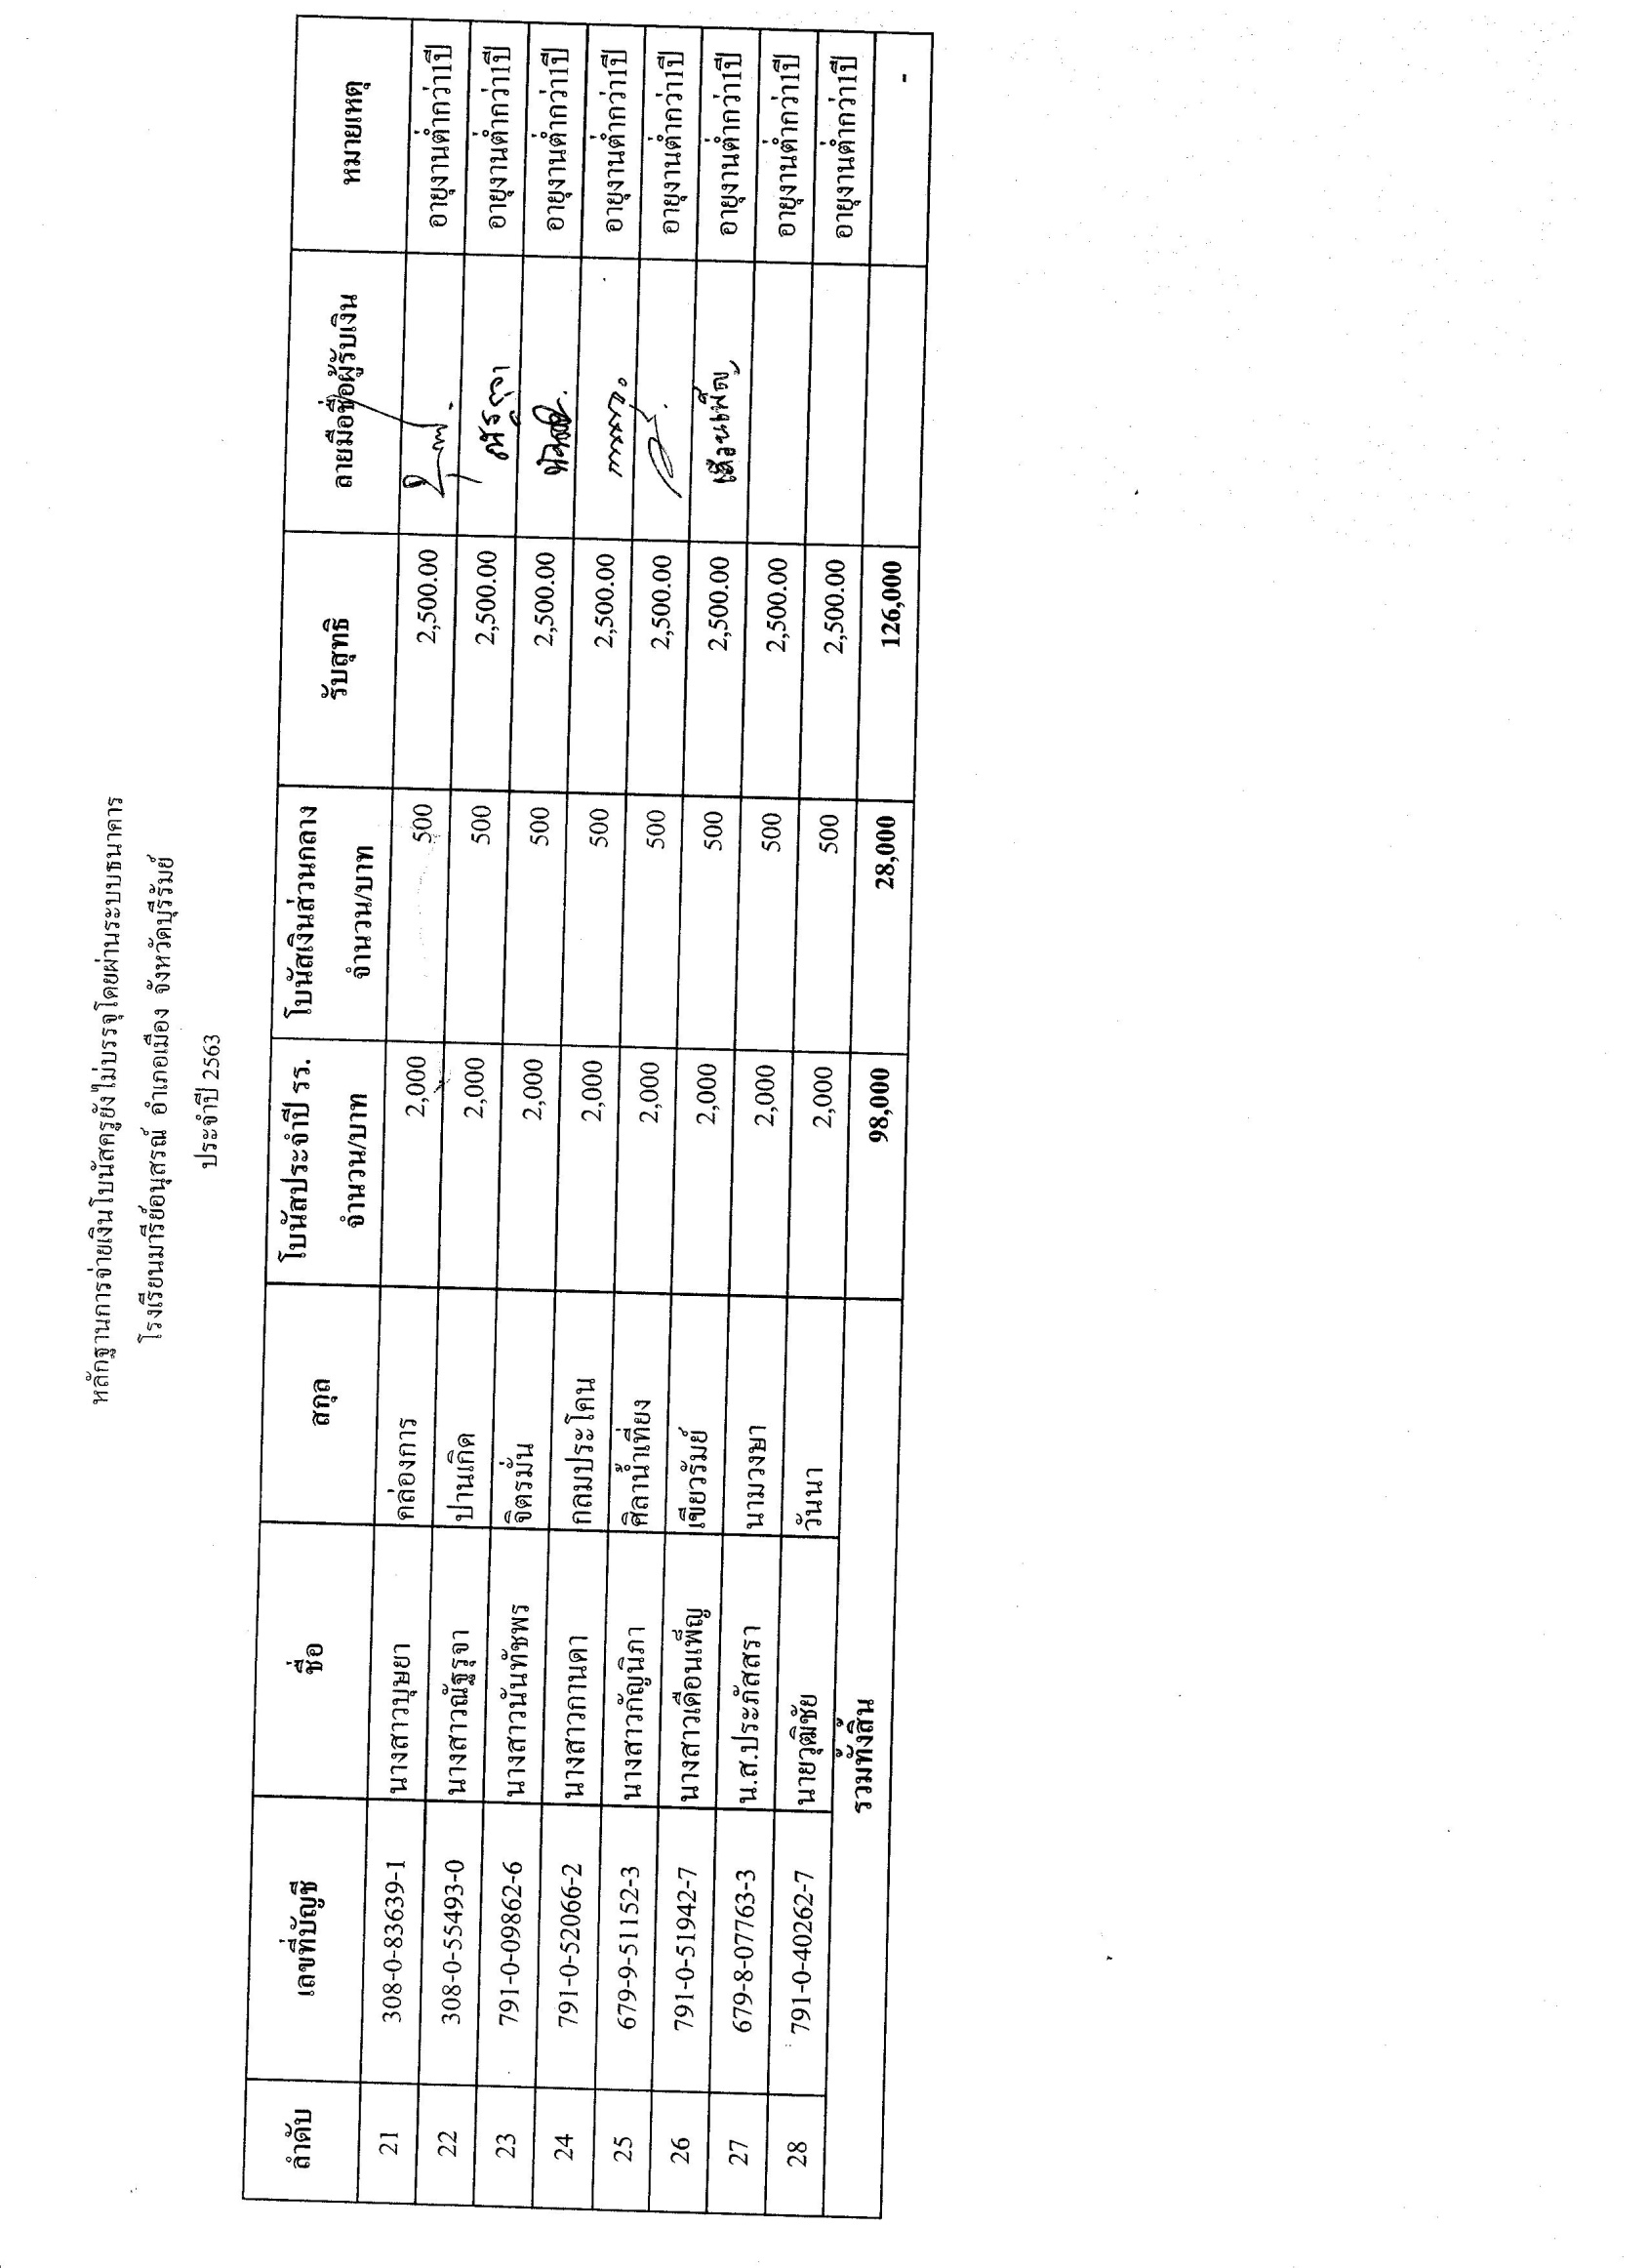 หลักฐานการจ่ายเงินโบนัสครูยังไม่บรรจุโดยผ่านระบบธนาคาร
โรงเรียนมารีย์อนุสรณ์ อำเภอเมือง จังหวัดบุรีรัมย์
ประจำปี 2563
ลำดับ เลขที่บัญชี ชื่อ สกุล โบนัสประจำปี รร. จำนวน/บาท โบนัสเงินส่วนกลาง จำนวน/บาท รับสุทธิ ลายมือชื่อผู้รับเงิน หมายเหตุ
21 308-0-83639-1 นางสาวบุษยา คล่องการ 2,000 500 2,500.00 อายุงานต่ำกว่า1ปี
22 308-0-55493-0 นางสาวณัฐรุจา ปานเกิด 2,000 500 2,500.00 ณัฐรุจา อายุงานต่ำกว่า1ปี
23 791-0-09862-6 นางสาวนันทัชพร จิตรมั่น 2,000 500 2,500.00 อายุงานต่ำกว่า1ปี
24 791-0-52066-2 นางสาวกานดา กลมประโคน 2,000 500 2,500.00 อายุงานต่ำกว่า1ปี
25 679-9-51152-3 นางสาวกัญนิภา ศิลาน้ำเที่ยง 2,000 500 2,500.00 อายุงานต่ำกว่า1ปี
26 791-0-51942-7 นางสาวเดือนเพ็ญ เขียวรัมย์ 2,000 500 2,500.00 เดือนเพ็ญ อายุงานต่ำกว่า1ปี
27 679-8-07763-3 น.ส.ประภัสสรา นามวงษา 2,000 500 2,500.00 อายุงานต่ำกว่า1ปี
28 791-0-40262-7 นายวุฒิชัย วันนา 2,000 500 2,500.00 อายุงานต่ำกว่า1ปี
รวมทั้งสิ้น 98,000 28,000 126,000 -